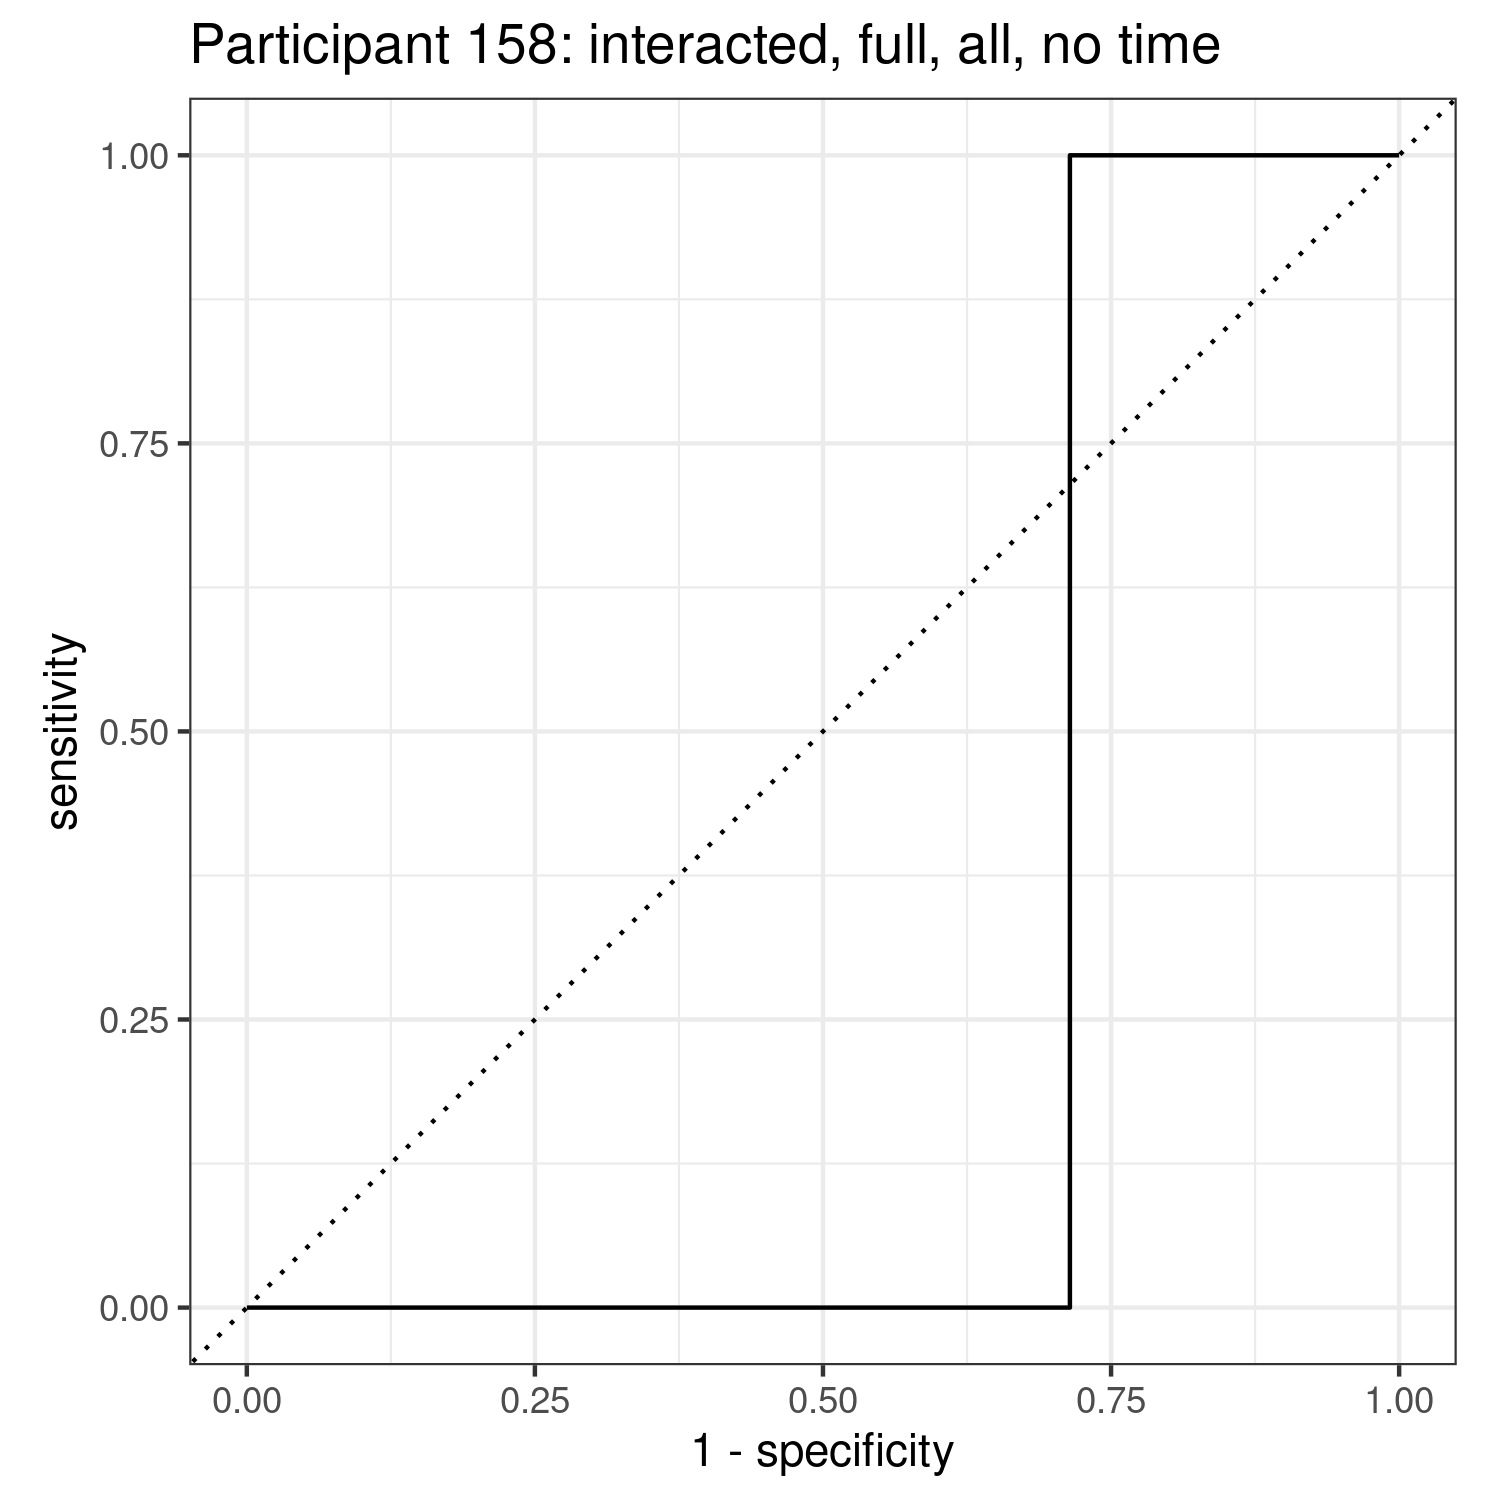 Participant 158: interacted, full, all, no time
1.00
0.75
0.50
0.25
0.00
sensitivity
0.00 0.25 0.50 0.75 1.00
1 - specificity